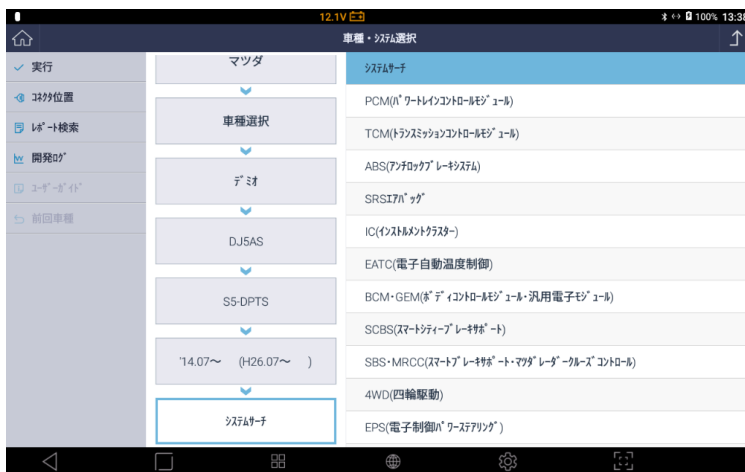 12.1V
100% 13:38
車種・ｼｽﾃﾑ選択
実行
ｺﾈｸﾀ位置
ﾚﾎﾟｰﾄ検索
開発ﾛｸﾞ
ﾕｰｻﾞｰｶﾞｲﾄﾞ
前回車種
マツダ
車種選択
ﾃﾞﾐｵ
DJ5AS
S5-DPTS
'14.07～ (H26.07～ )
ｼｽﾃﾑｻｰﾁ
ｼｽﾃﾑｻｰﾁ
PCM(ﾊﾟﾜｰﾄﾚｲﾝｺﾝﾄﾛｰﾙﾓｼﾞｭｰﾙ)
TCM(ﾄﾗﾝｽﾐｯｼｮﾝｺﾝﾄﾛｰﾙﾓｼﾞｭｰﾙ)
ABS(ｱﾝﾁﾛｯｸﾌﾞﾚｰｷｼｽﾃﾑ)
SRSｴｱﾊﾞｯｸﾞ
IC(ｲﾝｽﾄﾙﾙﾒﾝﾄｸﾗｽﾀｰ)
EATC(電子自動温度制御)
BCM･GEM(ﾎﾞﾃﾞｨｺﾝﾄﾛｰﾙﾓｼﾞｭｰﾙ･汎用電子ﾓｼﾞｭｰﾙ)
SCBS(ｽﾏｰﾄｼﾃｨｰﾌﾞﾚｰｷｻﾎﾟｰﾄ)
SBS･MRCC(ｽﾏｰﾄﾌﾞﾚｰｷｻﾎﾟｰﾄ･ﾏﾂﾀﾞﾚｰﾀﾞｰｸﾙｰｽﾞｺﾝﾄﾛｰﾙ)
4WD(四輪駆動)
EPS(電子制御ﾊﾟﾜｰｽﾃｱﾘﾝｸﾞ)